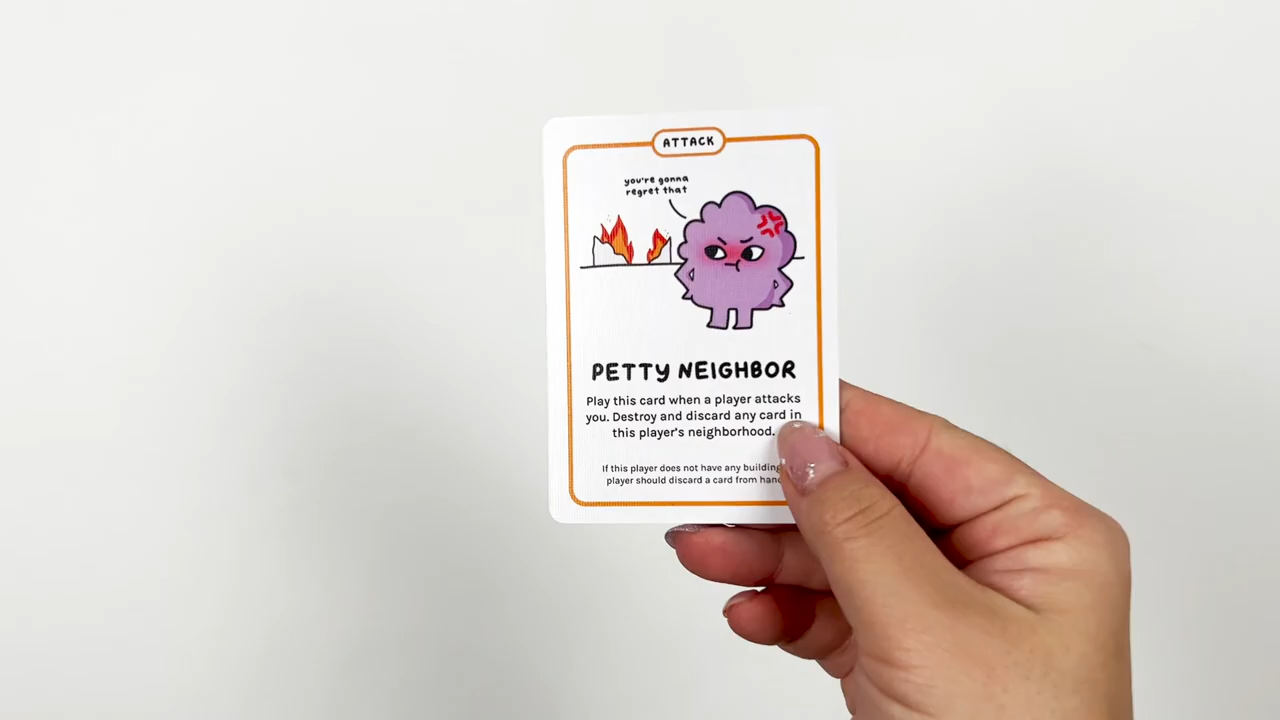 ATTACK
you're gonna
regret that
PETTY NEIGHBOR
Play this card when a player attacks
you. Destroy and discard any card in
this player's neighborhood.
If this player does not have any
player should discard a card from